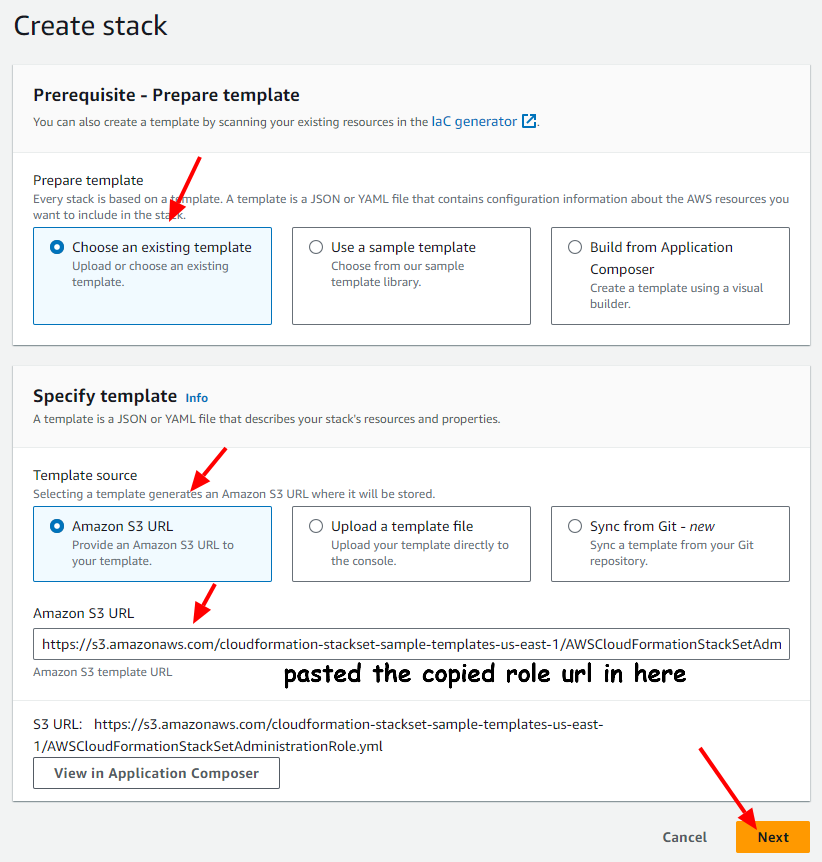 Create stack
Prerequisite - Prepare template
You can also create a template by scanning your existing resources in the IaC generator.
Prepare template
Every stack is based on a template. A template is a JSON or YAML file that contains configuration information about the AWS resources you
want to include in the stack.
Choose an existing template
Upload or choose an existing
template.
Use a sample template
Choose from our sample
template library.
Build from Application
Composer
Create a template using a visual
builder.
Specify template Info
A template is a JSON or YAML file that describes your stack's resources and properties.
Template source
Selecting a template generates an Amazon S3 URL where it will be stored.
Amazon S3 URL
Provide an Amazon S3 URL to
your template.
Upload a template file
Upload your template directly to
the console.
Sync from Git - new
Sync a template from your Git
repository.
Amazon S3 URL
https://s3.amazonaws.com/cloudformation-stackset-sample-templates-us-east-1/AWSCloudFormationStackSetAdm
Amazon S3 template URL
pasted the copied role url in here
S3 URL: https://s3.amazonaws.com/cloudformation-stackset-sample-templates-us-east-
1/AWSCloudFormationStackSetAdministrationRole.yml
View in Application Composer
Cancel
Next